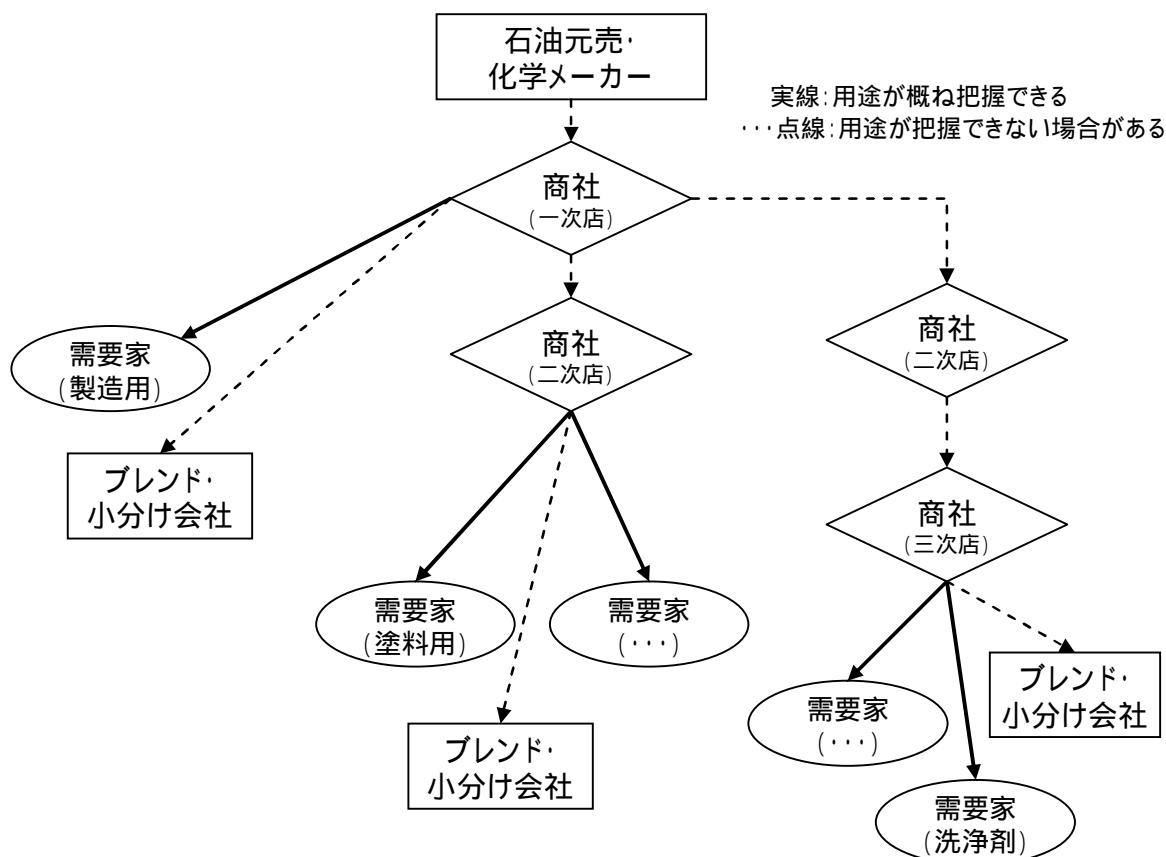 石油元売・
化学メーカー
実線:用途が概ね把握できる
・・・点線:用途が把握できない場合がある
商社
(一次店)
需要家
(製造用)
ブレンド・
小分け会社
商社
(二次店)
商社
(二次店)
商社
(三次店)
需要家
(塗料用)
需要家
(・・・)
ブレンド・
小分け会社
需要家
(・・・)
ブレンド・
小分け会社
需要家
(洗浄剤)